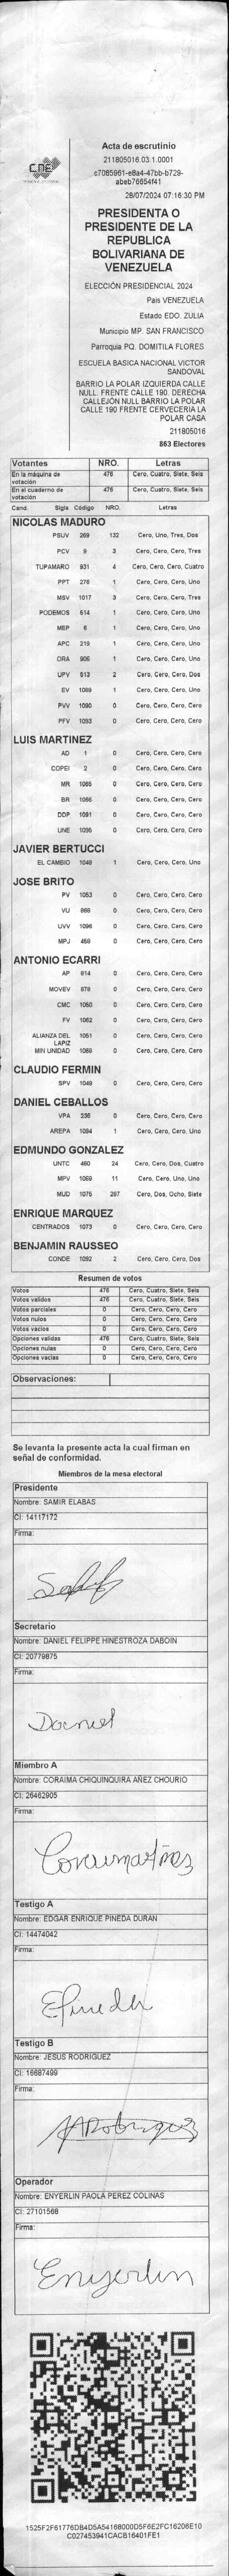 CNE
Acta de escrutinio
211805016.03.1.0001
c7085961-e8a4-47bb-b729-
abeb76654f41
28/07/2024 07:16:30 PM
PRESIDENTA O
PRESIDENTE DE LA
REPUBLICA
BOLIVARIANA DE
VENEZUELA
ELECCIÓN PRESIDENCIAL 2024
País VENEZUELA
Estado EDO. ZULIA
Municipio MP. SAN FRANCISCO
Parroquia PQ. DOMITILA FLORES
ESCUELA BASICA NACIONAL VICTOR
SANDOVAL
BARRIO LA POLAR IZQUIERDA CALLE
NULL. FRENTE CALLE 190. DERECHA
CALLEJÓN NULL BARRIO LA POLAR
CALLE 190 FRENTE CERVECERIA LA
POLAR CASA
211805016
863 Electores
Votantes NRO. Letras
En la máquina de votación 476 Cero, Cuatro, Siete, Seis
En el cuaderno de votación 476 Cero, Cuatro, Siete, Seis
Cand. Sigla Código NRO. Letras
NICOLAS MADURO
PSUV 269 132 Cero, Uno, Tres, Dos
PCV 9 3 Cero, Cero, Cero, Tres
TUPAMARO 931 4 Cero, Cero, Cero, Cuatro
PPT 276 1 Cero, Cero, Cero, Uno
MSV 1017 3 Cero, Cero, Cero, Tres
PODEMOS 514 1 Cero, Cero, Cero, Uno
MEP 6 1 Cero, Cero, Cero, Uno
APC 219 1 Cero, Cero, Cero, Uno
ORA 906 1 Cero, Cero, Cero, Uno
UPV 513 2 Cero, Cero, Cero, Dos
EV 1089 1 Cero, Cero, Cero, Uno
PVV 1090 0 Cero, Cero, Cero, Cero
PFV 1093 0 Cero, Cero, Cero, Cero
LUIS MARTINEZ
AD 1 0 Cero, Cero, Cero, Cero
COPEI 2 0 Cero, Cero, Cero, Cero
MR 1065 0 Cero, Cero, Cero, Cero
BR 1066 0 Cero, Cero, Cero, Cero
DDP 1091 0 Cero, Cero, Cero, Cero
UNE 1095 0 Cero, Cero, Cero, Cero
JAVIER BERTUCCI
EL CAMBIO 1048 1 Cero, Cero, Cero, Uno
JOSE BRITO
PV 1053 0 Cero, Cero, Cero, Cero
VU 868 0 Cero, Cero, Cero, Cero
UVV 1096 0 Cero, Cero, Cero, Cero
MPJ 458 0 Cero, Cero, Cero, Cero
ANTONIO ECARRI
AP 914 0 Cero, Cero, Cero, Cero
MOVEV 878 0 Cero, Cero, Cero, Cero
CMC 1050 0 Cero, Cero, Cero, Cero
FV 1062 0 Cero, Cero, Cero, Cero
ALIANZA DEL LAPIZ 1051 0 Cero, Cero, Cero, Cero
MIN UNIDAD 1069 0 Cero, Cero, Cero, Cero
CLAUDIO FERMIN
SPV 1049 0 Cero, Cero, Cero, Cero
DANIEL CEBALLOS
VPA 236 0 Cero, Cero, Cero, Cero
AREPA 1094 1 Cero, Cero, Cero, Uno
EDMUNDO GONZALEZ
UNTC 460 24 Cero, Cero, Dos, Cuatro
MPV 1069 11 Cero, Cero, Uno, Uno
MUD 1075 287 Cero, Dos, Ocho, Siete
ENRIQUE MARQUEZ
CENTRADOS 1073 0 Cero, Cero, Cero, Cero
BENJAMIN RAUSSEO
CONDE 1092 2 Cero, Cero, Cero, Dos
Resumen de votos
Votos 476 Cero, Cuatro, Siete, Seis
Votos validos 476 Cero, Cuatro, Siete, Seis
Votos parciales 0 Cero, Cero, Cero, Cero
Votos nulos 0 Cero, Cero, Cero, Cero
Votos vacios 0 Cero, Cero, Cero, Cero
Opciones validas 476 Cero, Cuatro, Siete, Seis
Opciones nulas 0 Cero, Cero, Cero, Cero
Opciones vacias 0 Cero, Cero, Cero, Cero
Observaciones:
Se levanta la presente acta la cual firman en
señal de conformidad.
Miembros de la mesa electoral
Presidente
Nombre: SAMIR ELABAS
CI: 14117172
Firma:
Secretario
Nombre: DANIEL FELIPPE HINESTROZA DABOIN
CI: 20779875
Firma:
Daniel
Miembro A
Nombre: CORAIMA CHIQUINQUIRA AÑEZ CHOURIO
CI: 26462905
Firma:
Testigo A
Nombre: EDGAR ENRIQUE PINEDA DURAN
CI: 14474042
Firma:
EPineda
Testigo B
Nombre: JESUS RODRIGUEZ
CI: 16687499
Firma:
Operador
Nombre: ENYERLIN PAOLA PEREZ COLINAS
CI: 27101568
Firma:
Enyerlin
1525F2F61776DB4D5A54168000D5F6E2FC16206E10
C027453941CACB16401FE1